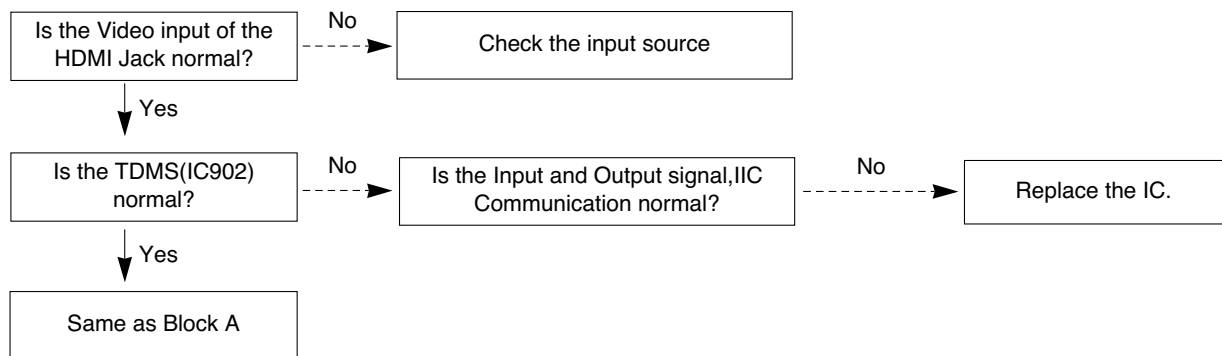 Is the Video input of the
HDMI Jack normal?
No
Check the input source
Yes
Is the TDMS(IC902)
normal?
No
Is the Input and Output signal,IIC
Communication normal?
No
Replace the IC.
Yes
Same as Block A